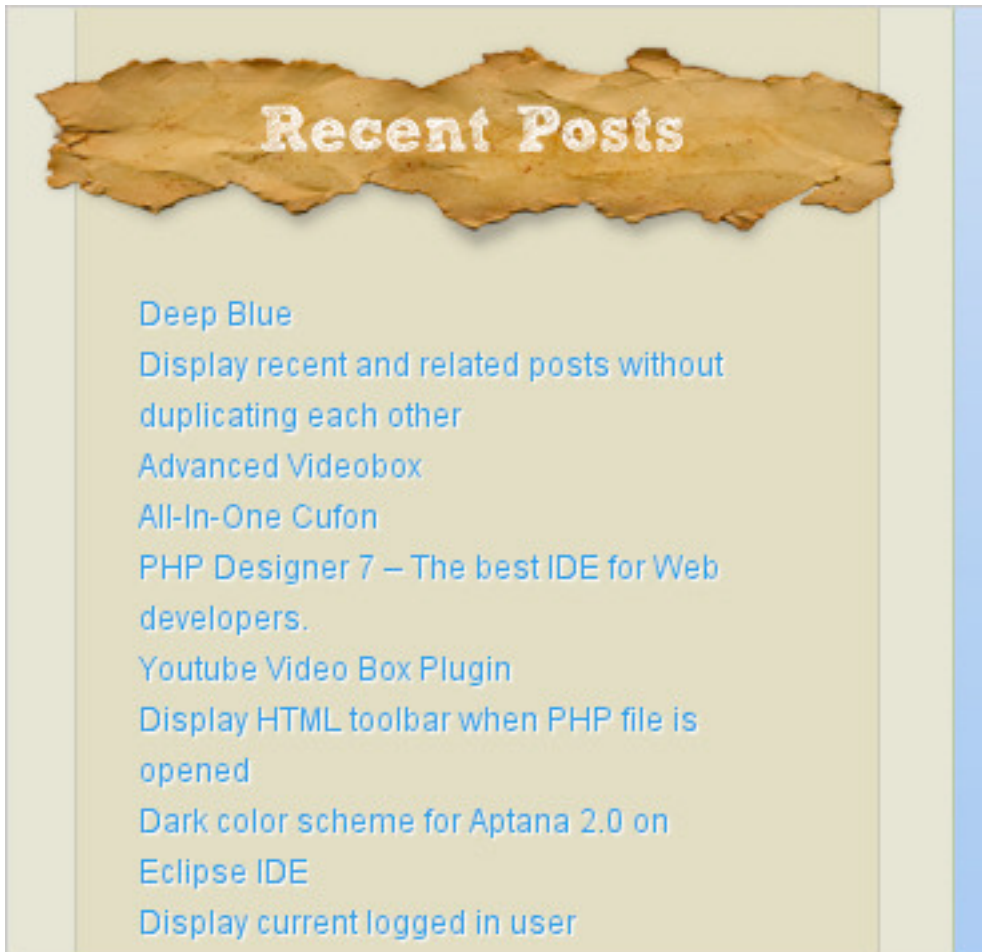 Recent Posts
Deep Blue
Display recent and related posts without
duplicating each other
Advanced Videobox
All-In-One Cufon
PHP Designer 7 – The best IDE for Web
developers.
Youtube Video Box Plugin
Display HTML toolbar when PHP file is
opened
Dark color scheme for Aptana 2.0 on
Eclipse IDE
Display current logged in user